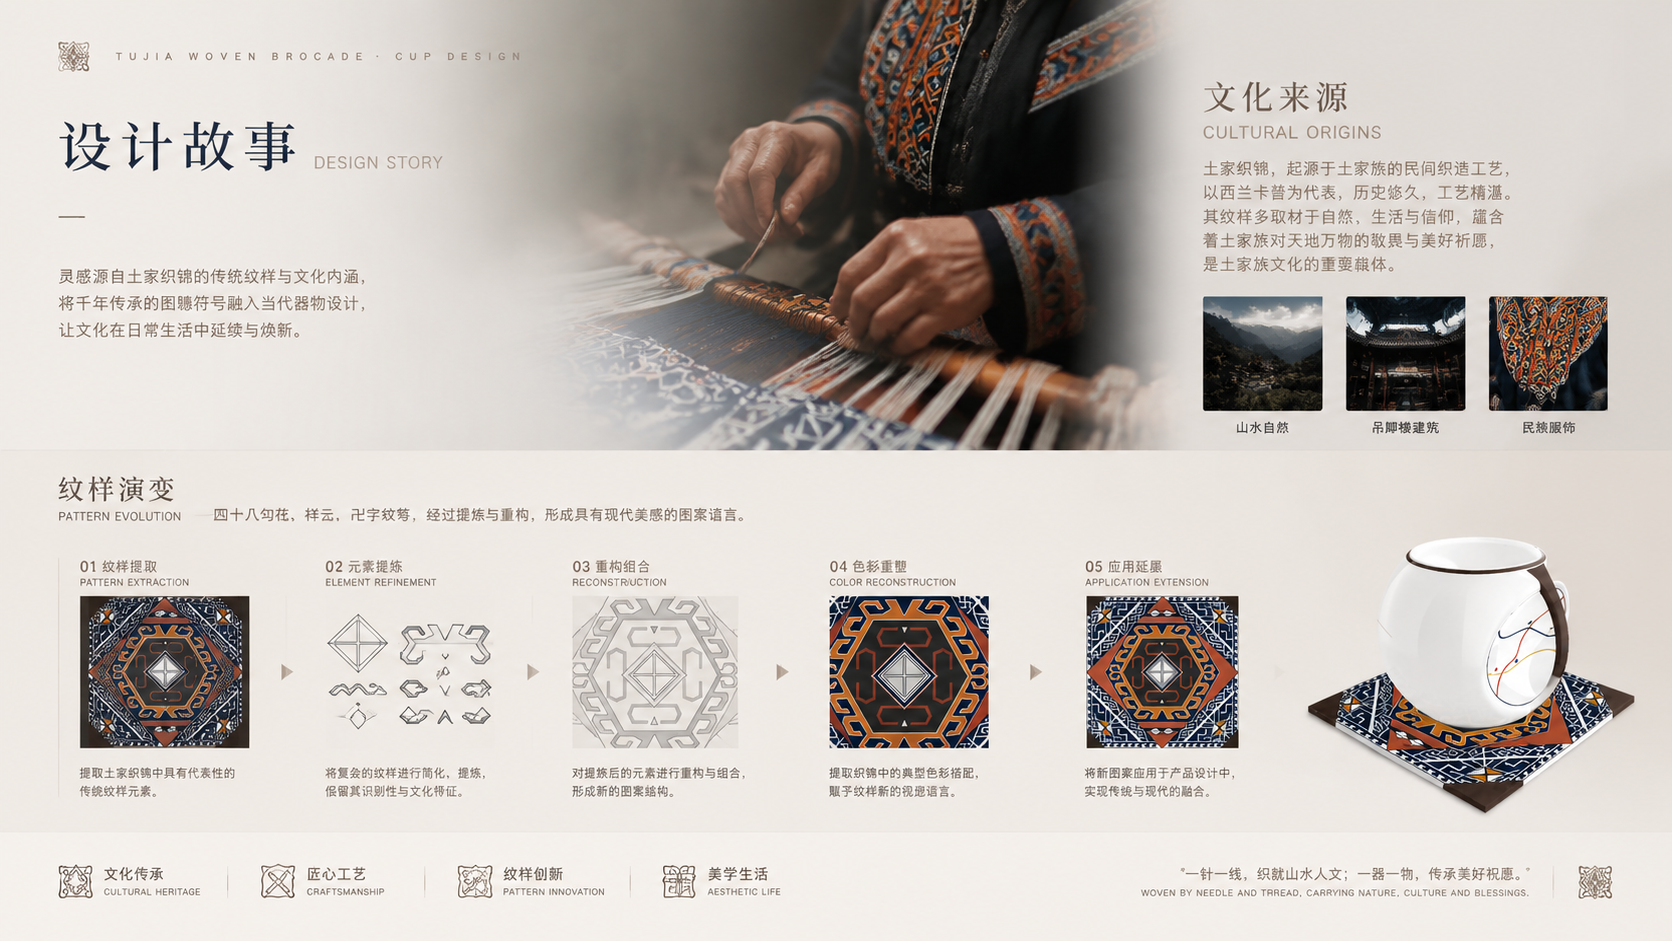 TUJIA WOVEN BROCADE · CUP DESIGN
设计故事
DESIGN STORY
灵感源自土家织锦的传统纹样与文化内涵，
将千年传承的图符号融入当代器物设计，
让文化在日常生活中延续与焕新。
文化来源
CULTURAL ORIGINS
土家织锦，起源于土家族的民间织造工艺，
以西兰卡普为代表，历史悠久，工艺精湛。
其纹样多取材于自然、生活与信仰，蕴含
着土家族对天地万物的敬畏与美好祈愿，
是土家族文化的重要体。
山水自然
吊建筑
民族服饰
纹样演变
PATTERN EVOLUTION
四十八勾花，祥云，卍字纹等，经过提炼与重构，形成具有现代美感的图案语言。
01 纹样提取
PATTERN EXTRACTION
提取土家织锦中具有代表性的
传统纹样元素。
02 元素提炼
ELEMENT REFINEMENT
将复杂的纹样进行简化，提炼，
保留其识别性与文化特征。
03 重构组合
RECONSTRUCTION
对提炼后的元素进行重构与组合，
形成新的图案结构。
04 色彩重塑
COLOR RECONSTRUCTION
提取织锦中的典型色彩搭配，
赋予纹样新的视觉语言。
05 应用延展
APPLICATION EXTENSION
将新图案应用于产品设计中，
实现传统与现代的融合。
文化传承
CULTURAL HERITAGE
匠心工艺
CRAFTSMANSHIP
纹样创新
PATTERN INNOVATION
美学生活
AESTHETIC LIFE
"一针一线，织就山水人文；一器一物，传承美好祝愿。"
WOVEN BY NEEDLE AND TRREAD, CARRYING NATURE, CULTURE AND BLESSINGS.